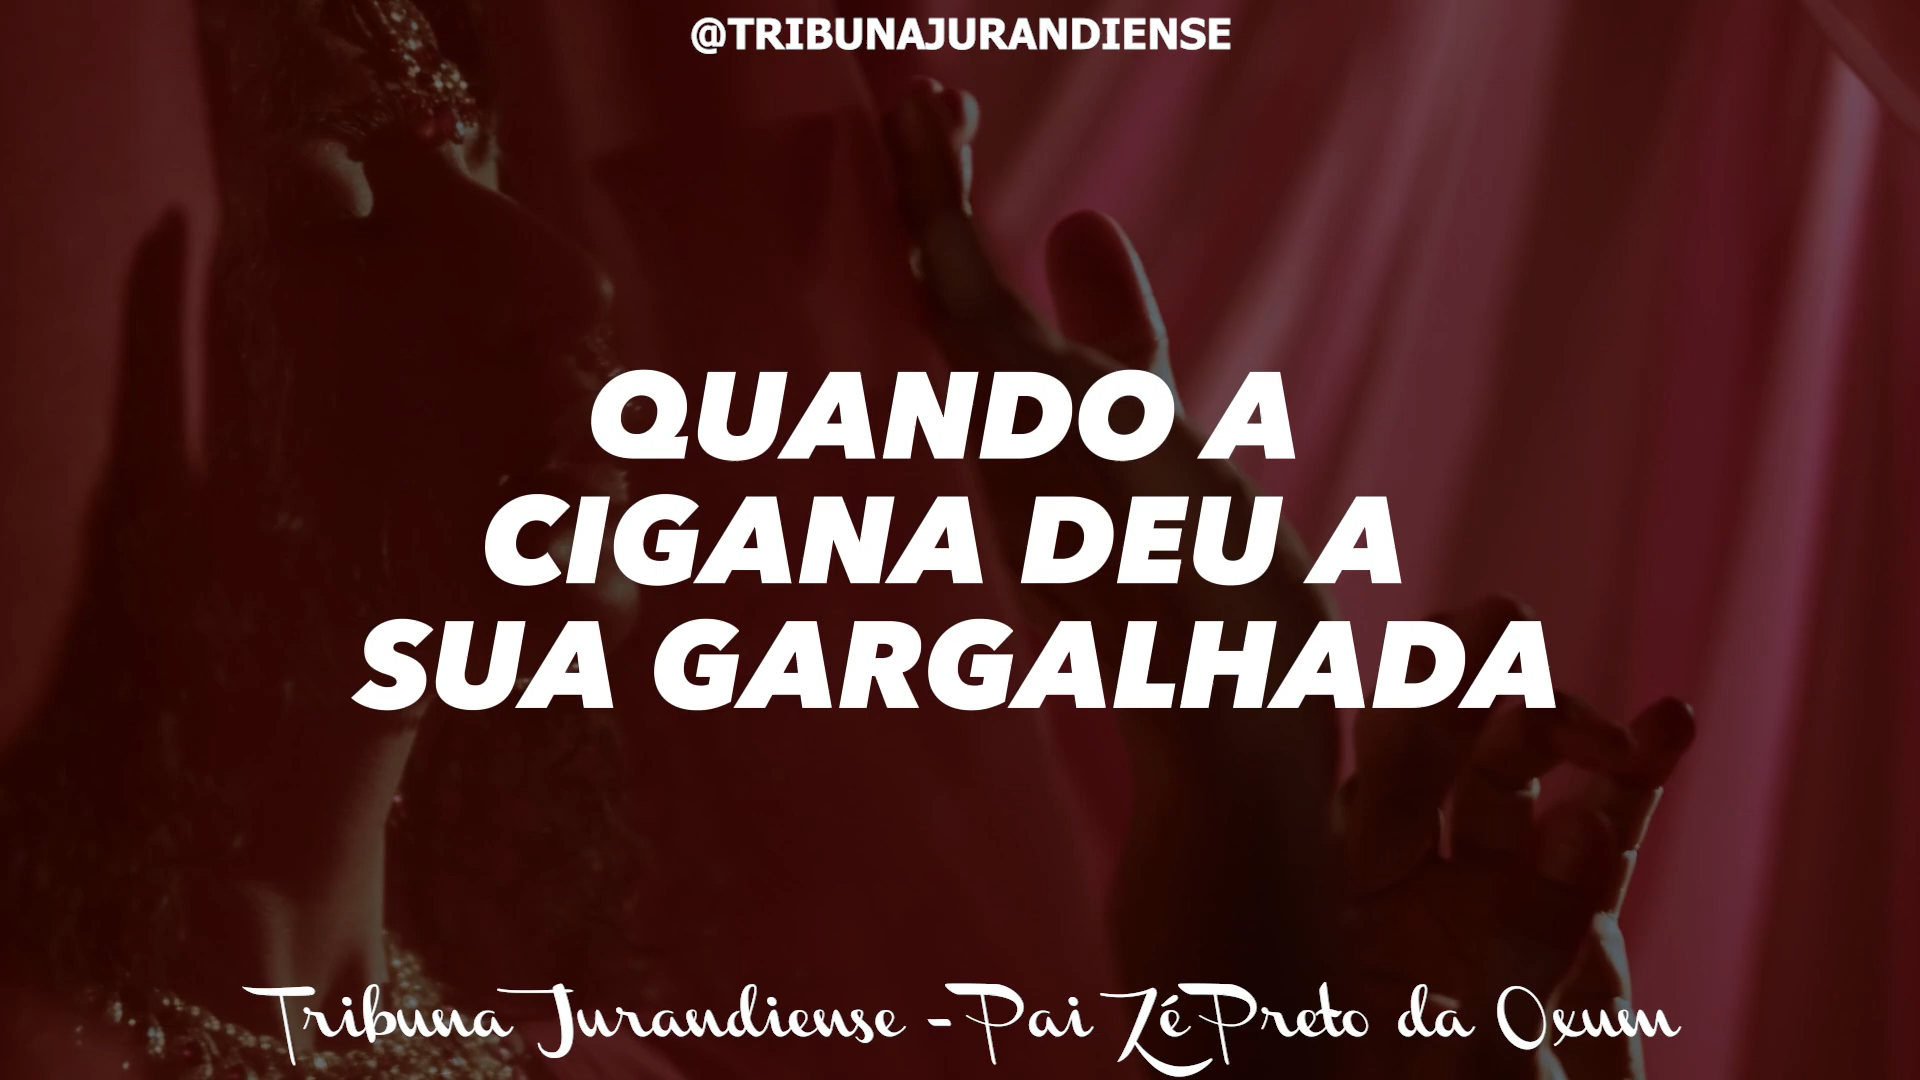 @TRIBUNAJURANDIENSE
QUANDO A
CIGANA DEU A
SUA GARGALHADA
Tribuna Jurandiense - Pai Zé Preto da Oxum